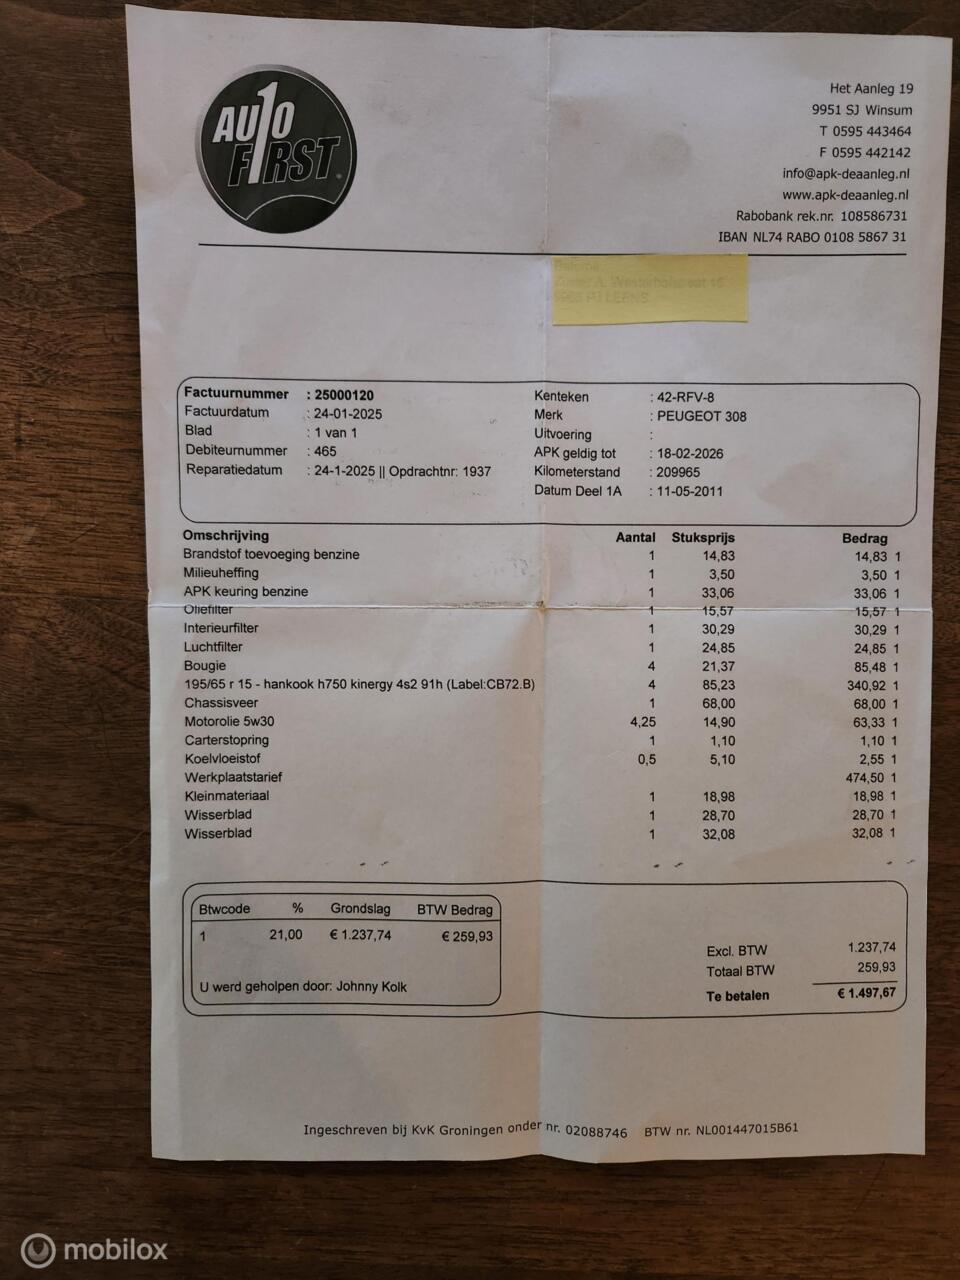 AUTO
FIRST
Het Aanleg 19
9951 SJ Winsum
T 0595 443464
F 0595 442142
info@apk-deaanleg.nl
www.apk-deaanleg.nl
Rabobank rek.nr. 108586731
IBAN NL74 RABO 0108 5867 31
LEENS
Factuurnummer : 25000120
Factuurdatum : 24-01-2025
Blad : 1 van 1
Debiteurnummer : 465
Reparatiedatum : 24-1-2025 || Opdrachtnr: 1937
Kenteken : 42-RFV-8
Merk : PEUGEOT 308
Uitvoering :
APK geldig tot : 18-02-2026
Kilometerstand : 209965
Datum Deel 1A : 11-05-2011
Omschrijving Aantal Stuksprijs Bedrag
Brandstof toevoeging benzine 1 14,83 14,83 1
Milieuheffing 1 3,50 3,50 1
APK keuring benzine 1 33,06 33,06 1
Oliefilter 1 15,57 15,57 1
Interieurfilter 1 30,29 30,29 1
Luchtfilter 1 24,85 24,85 1
Bougie 4 21,37 85,48 1
195/65 r 15 - hankook h750 kinergy 4s2 91h (Label:CB72.B) 4 85,23 340,92 1
Chassisveer 1 68,00 68,00 1
Motorolie 5w30 4,25 14,90 63,33 1
Carterstopring 1 1,10 1,10 1
Koelvloeistof 0,5 5,10 2,55 1
Werkplaatstarief 474,50 1
Kleinmateriaal 1 18,98 18,98 1
Wisserblad 1 28,70 28,70 1
Wisserblad 1 32,08 32,08 1
Btwcode % Grondslag BTW Bedrag
1 21,00 € 1.237,74 € 259,93
U werd geholpen door: Johnny Kolk
Excl. BTW 1.237,74
Totaal BTW 259,93
Te betalen € 1.497,67
Ingeschreven bij KvK Groningen onder nr. 02088746 BTW nr. NL001447015B61
mobilox